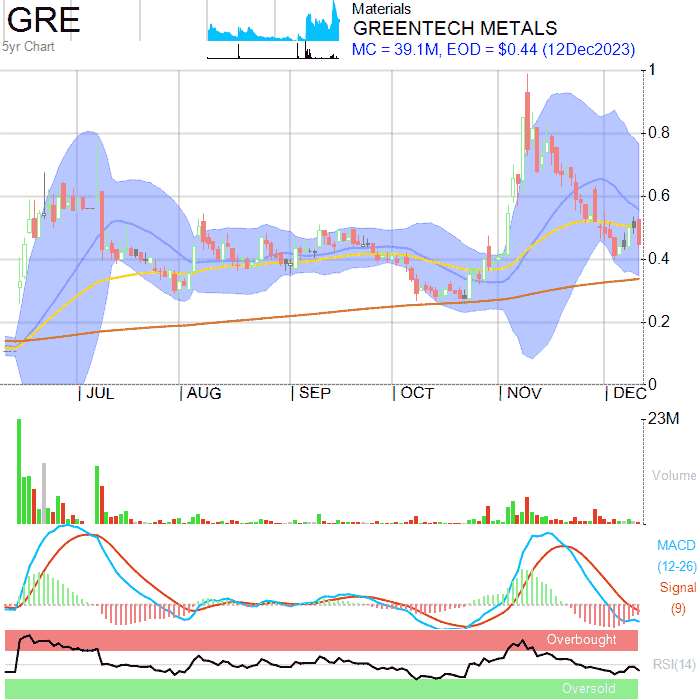 GRE
5yr Chart
Materials
GREENTECH METALS
MC = 39.1M, EOD = $0.44 (12Dec2023)
1
0.8
0.6
0.4
0.2
0
JUL AUG SEP OCT NOV DEC
23M
Volume
MACD
(12-26)
Signal
(9)
Overbought
RSI(14)
Oversold